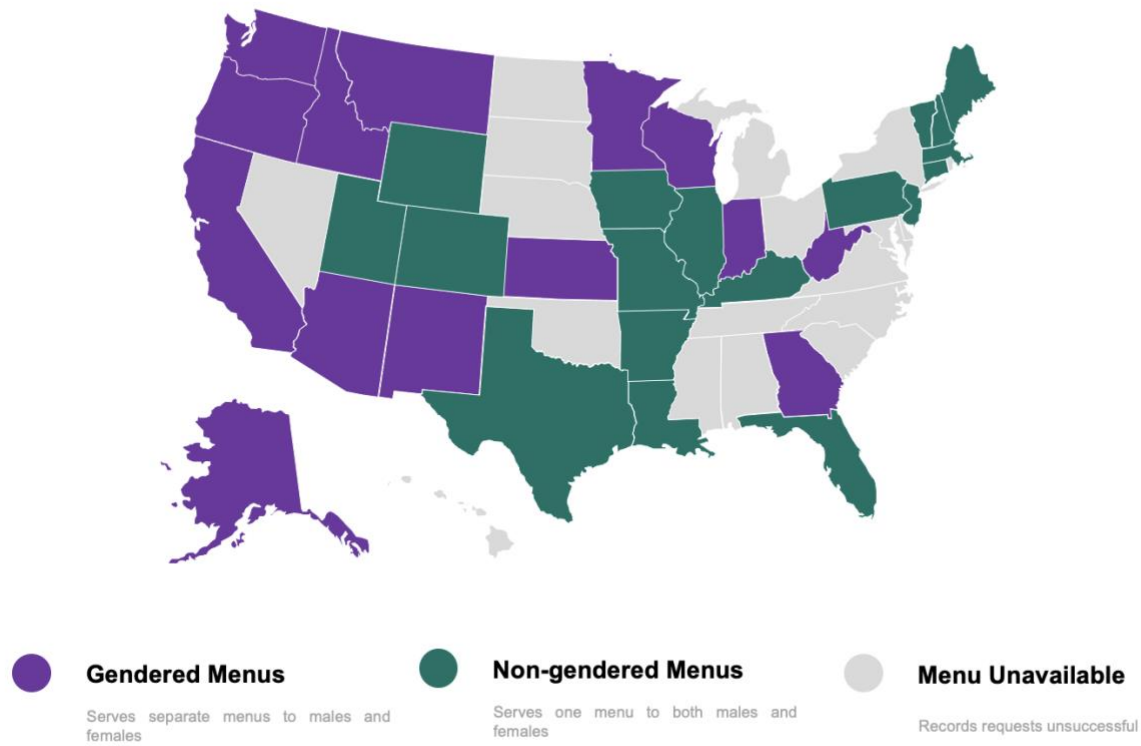 Gendered Menus
Serves separate menus to males and
females
Non-gendered Menus
Serves one menu to both males and
females
Menu Unavailable
Records requests unsuccessful